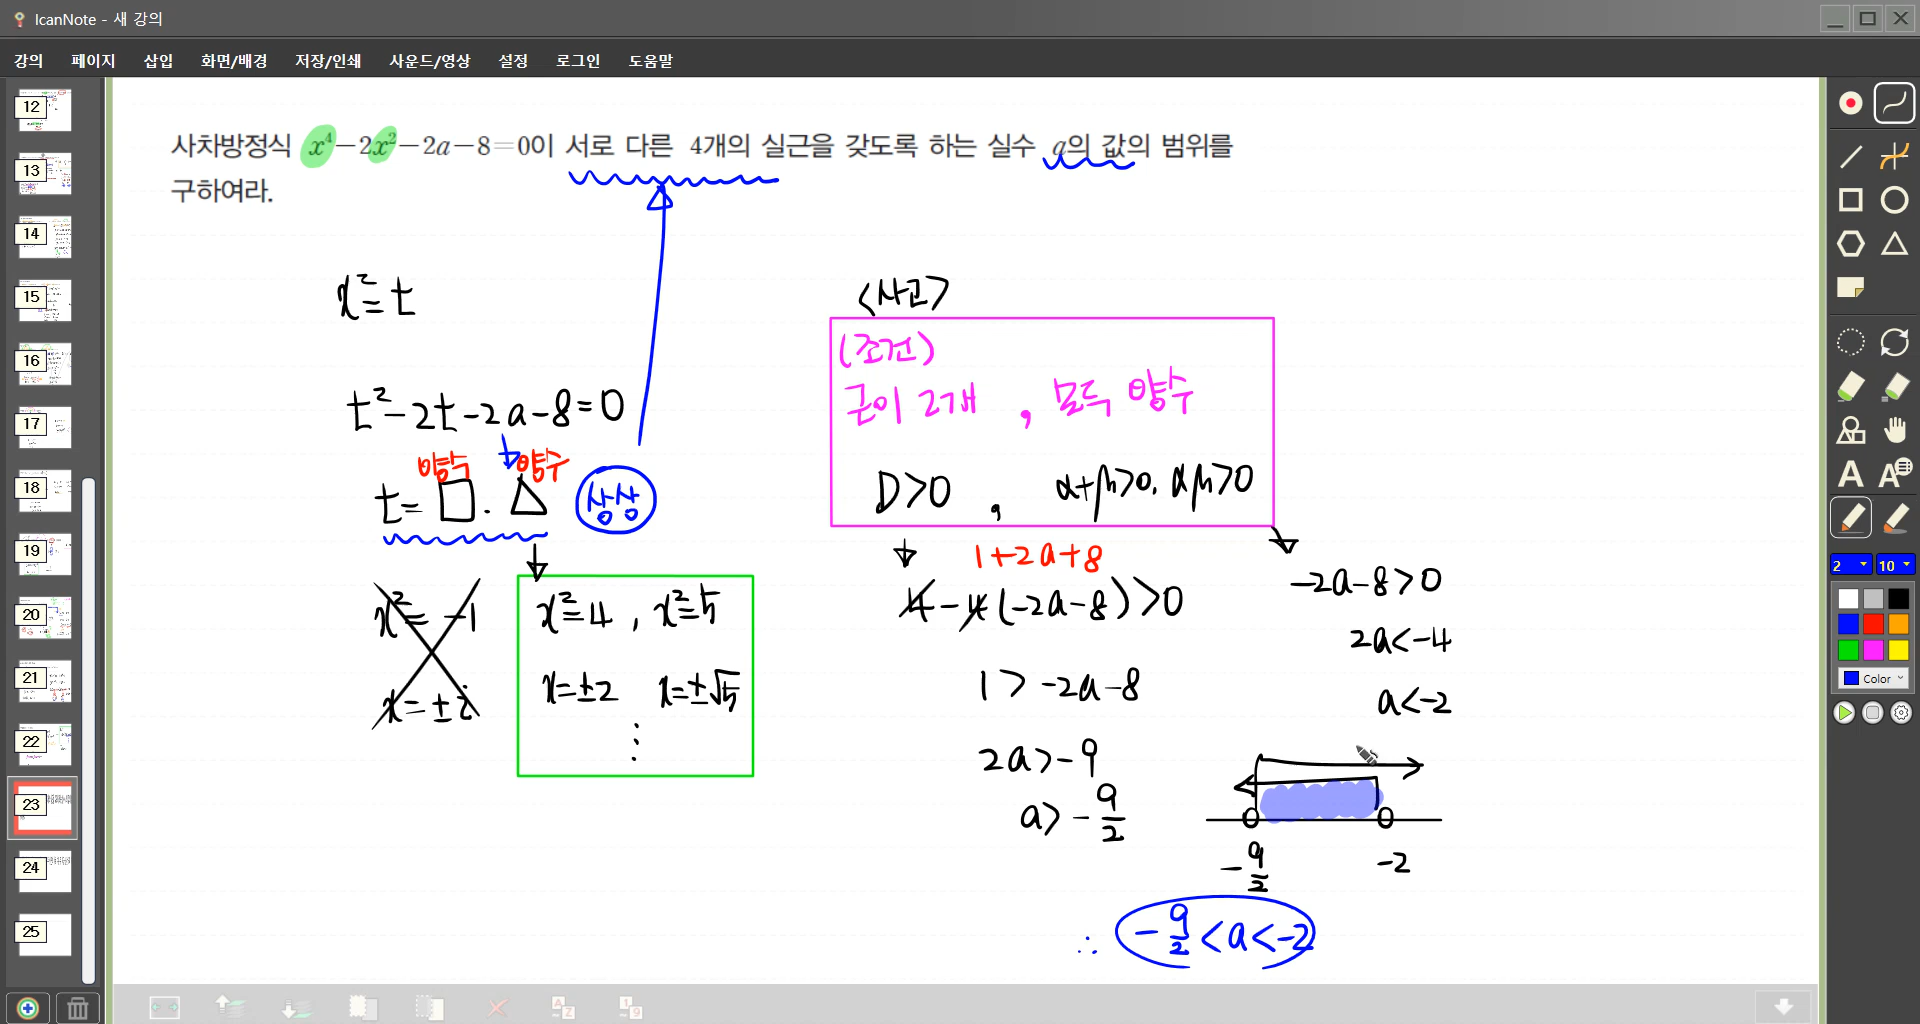 IcanNote - 새 강의
강의 페이지 삽입 화면/배경 저장/인쇄 사운드/영상 설정 로그인 도움말
12
13
14
15
16
17
18
19
20
21
22
23
24
25
사차방정식 x⁴-2x²-2a-8=0이 서로 다른 4개의 실근을 갖도록 하는 실수 a의 값의 범위를
구하여라.
x²=t
t²-2t-2a-8=0
양수 양수
t=□. △ 상상
x²=-1
x=±i
x²=4, x²=5
x=±2 x=±√5
⋮
<사고>
(조건)
근이 2개, 모두 양수
D>0, α+β>0, αβ>0
1+2a+8
4-4(-2a-8)>0
1>-2a-8
2a>-9
a>-9/2
-2a-8>0
2a<-4
a<-2
-9/2 -2
∴ -9/2<a<-2
A A
2 10
Color